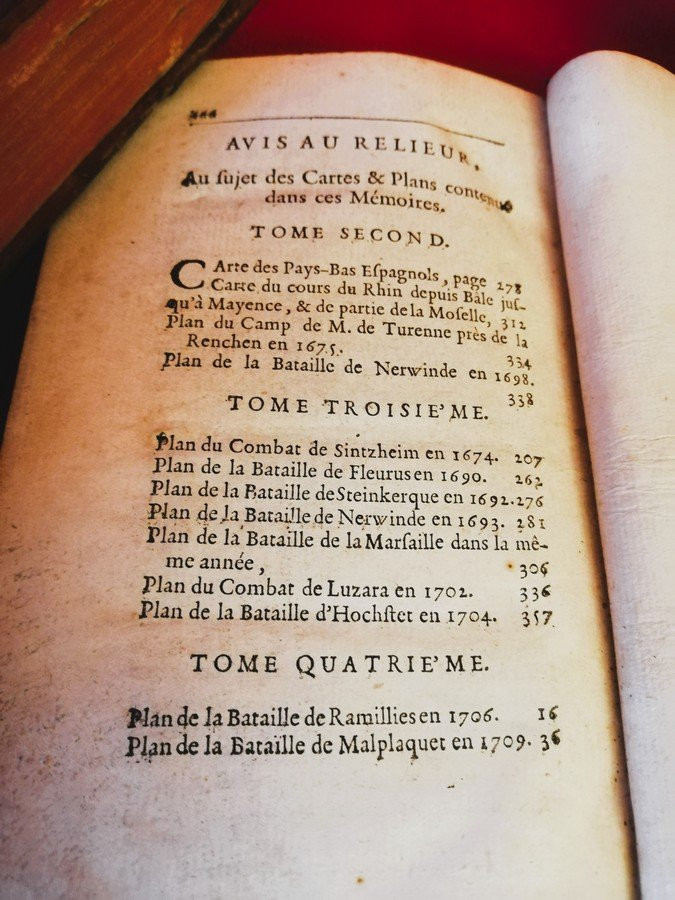 AVIS AU RELIEUR,
Au ſujet des Cartes & Plans contenus
dans ces Mémoires.
TOME SECOND.
CArte des Pays-Bas Eſpagnols, page 278
Carte du cours du Rhin depuis Bâle juſ-
qu'à Mayence, & de partie de la Moſelle, 312
Plan du Camp de M. de Turenne près de la
Renchen en 1675. 334
Plan de la Bataille de Nerwinde en 1698.
338
TOME TROISIE'ME.
Plan du Combat de Sintzheim en 1674. 207
Plan de la Bataille de Fleurus en 1690. 262
Plan de la Bataille de Steinkerque en 1692. 276
Plan de la Bataille de Nerwinde en 1693. 281
Plan de la Bataille de la Marſaille dans la mê-
me année, 306
Plan du Combat de Luzara en 1702. 336
Plan de la Bataille d'Hochſtet en 1704. 357
TOME QUATRIE'ME.
Plan de la Bataille de Ramillies en 1706. 16
Plan de la Bataille de Malplaquet en 1709. 36